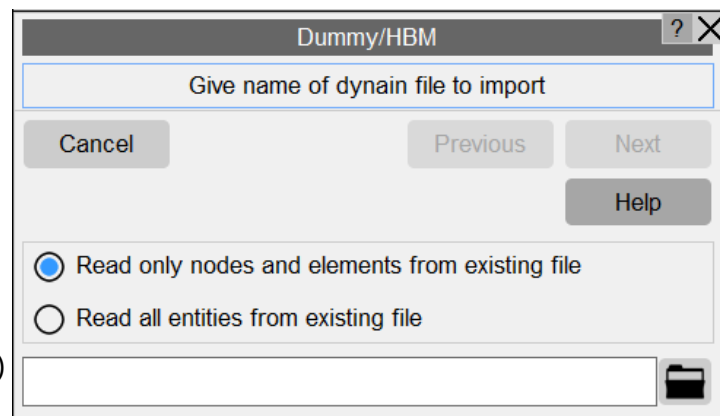 Dummy/HBM ? X
Give name of dynain file to import
Cancel Previous Next
Help
Read only nodes and elements from existing file
Read all entities from existing file
)